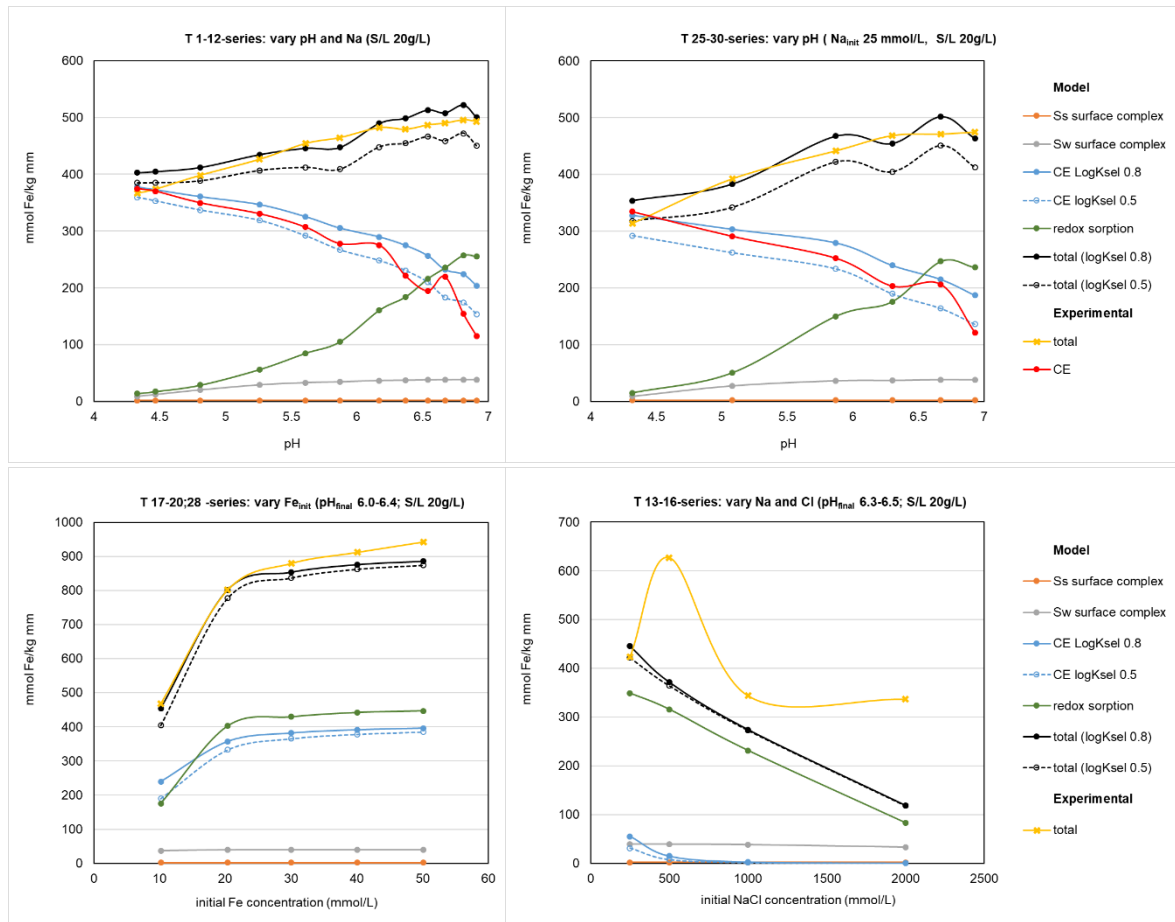 T 1-12-series: vary pH and Na (S/L 20g/L)
600
500
400
300
200
100
0
mmol Fe/kg mm
4
4.5
5
5.5
6
6.5
7
pH
T 25-30-series: vary pH ( Nainit 25 mmol/L, S/L 20g/L)
600
500
400
300
200
100
0
mmol Fe/kg mm
4
4.5
5
5.5
6
6.5
7
pH
Model
Ss surface complex
Sw surface complex
CE LogKsel 0.8
CE logKsel 0.5
redox sorption
total (logKsel 0.8)
total (logKsel 0.5)
Experimental
total
CE
T 17-20;28 -series: vary Feinit (pHfinal 6.0-6.4; S/L 20g/L)
1000
900
800
700
600
500
400
300
200
100
0
mmol Fe/kg mm
0
10
20
30
40
50
60
initial Fe concentration (mmol/L)
T 13-16-series: vary Na and Cl (pHfinal 6.3-6.5; S/L 20g/L)
700
600
500
400
300
200
100
0
mmol Fe/kg mm
0
500
1000
1500
2000
2500
initial NaCl concentration (mmol/L)
Model
Ss surface complex
Sw surface complex
CE LogKsel 0.8
CE logKsel 0.5
redox sorption
total (logKsel 0.8)
total (logKsel 0.5)
Experimental
total